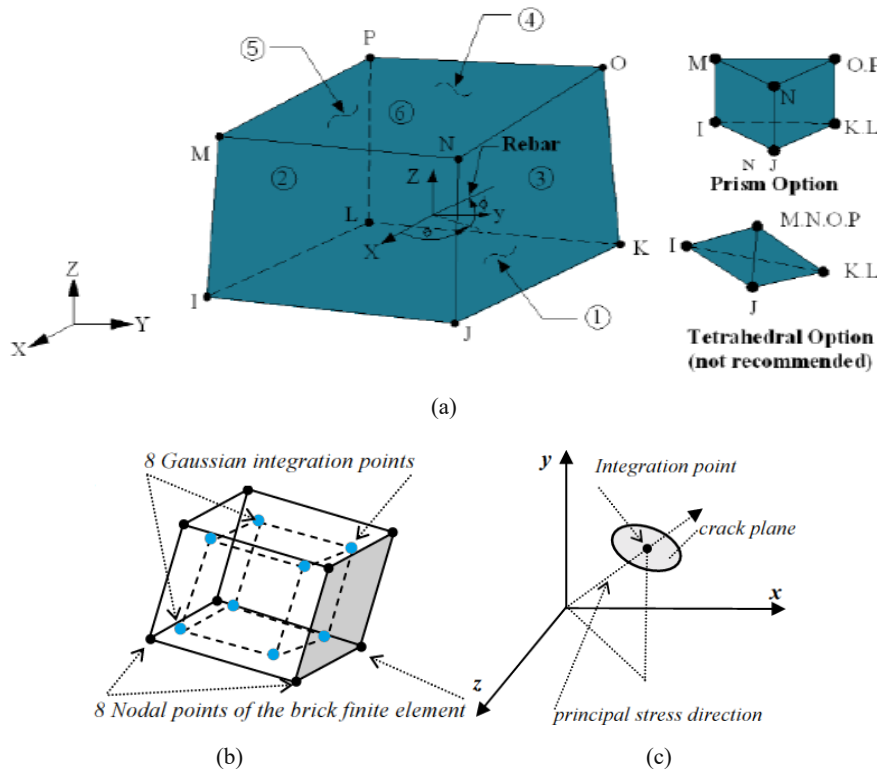 ④
⑤
P
O
⑥
M
N
Rebar
②
Z
③
ϕ
L
y
X
θ
K
I
①
J
Z
Y
X
M
O.P
N
I
K.L
N
J
Prism Option
M.N.O.P
I
K.L
J
Tetrahedral Option
(not recommended)
(a)
8 Gaussian integration points
8 Nodal points of the brick finite element
(b)
y
Integration point
crack plane
x
z
principal stress direction
(c)